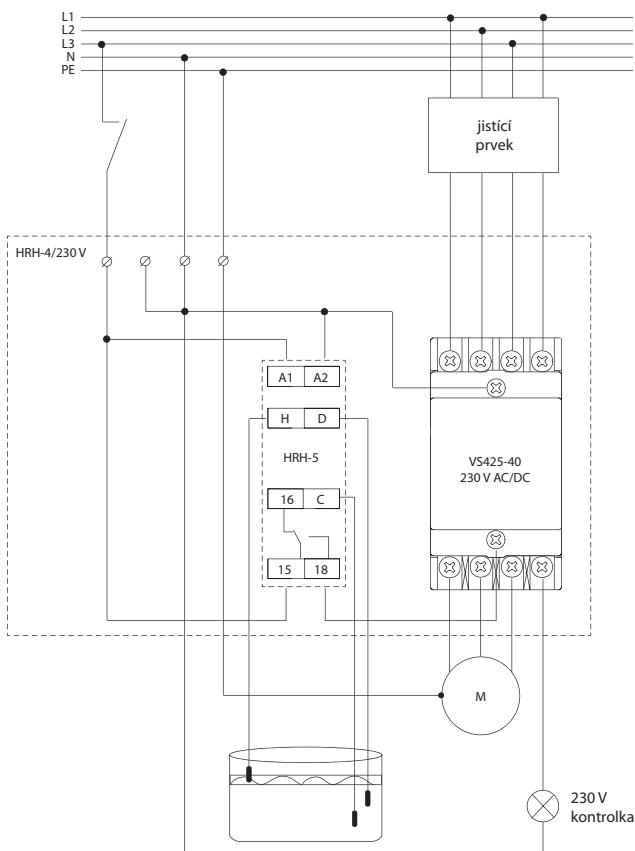 L1
L2
L3
N
PE
jistící
prvek
HRH-4/230 V
A1 A2
H D
HRH-5
16 C
15 18
VS425-40
230 V AC/DC
M
230 V
kontrolka